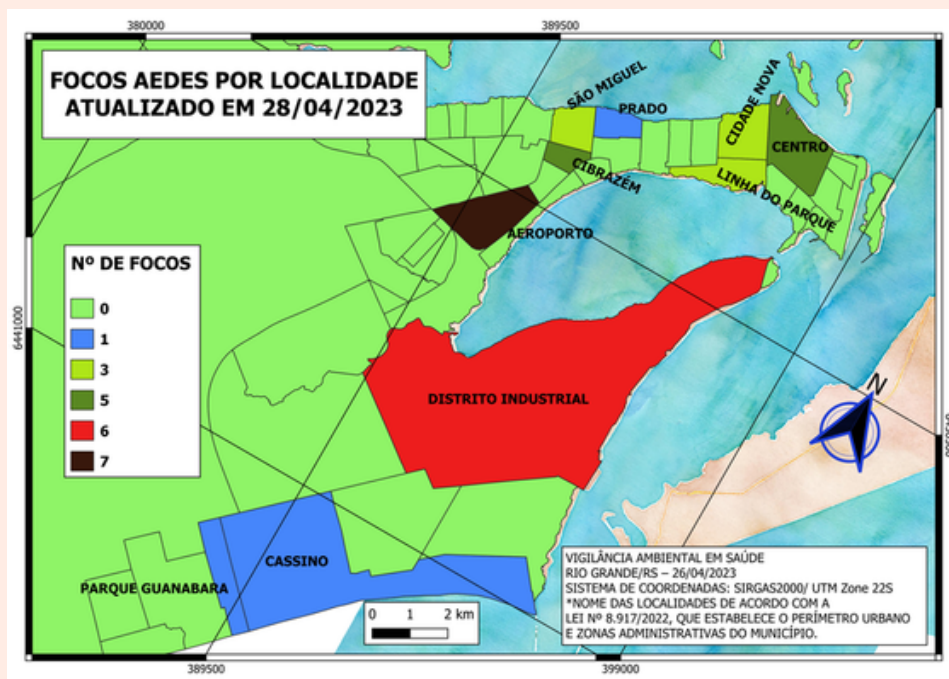 380000
389500
FOCOS AEDES POR LOCALIDADE
ATUALIZADO EM 28/04/2023
SÃO MIGUEL
PRADO
CIDADE NOVA
CENTRO
CIBRAZÉM
LINHA DO PARQUE
AEROPORTO
Nº DE FOCOS
0
1
3
5
6
7
6441000
DISTRITO INDUSTRIAL
N
CASSINO
PARQUE GUANABARA
0 1 2 km
VIGILÂNCIA AMBIENTAL EM SAÚDE
RIO GRANDE/RS – 26/04/2023
SISTEMA DE COORDENADAS: SIRGAS2000/ UTM Zone 22S
*NOME DAS LOCALIDADES DE ACORDO COM A
LEI Nº 8.917/2022, QUE ESTABELECE O PERÍMETRO URBANO
E ZONAS ADMINISTRATIVAS DO MUNICÍPIO.
389500
399000